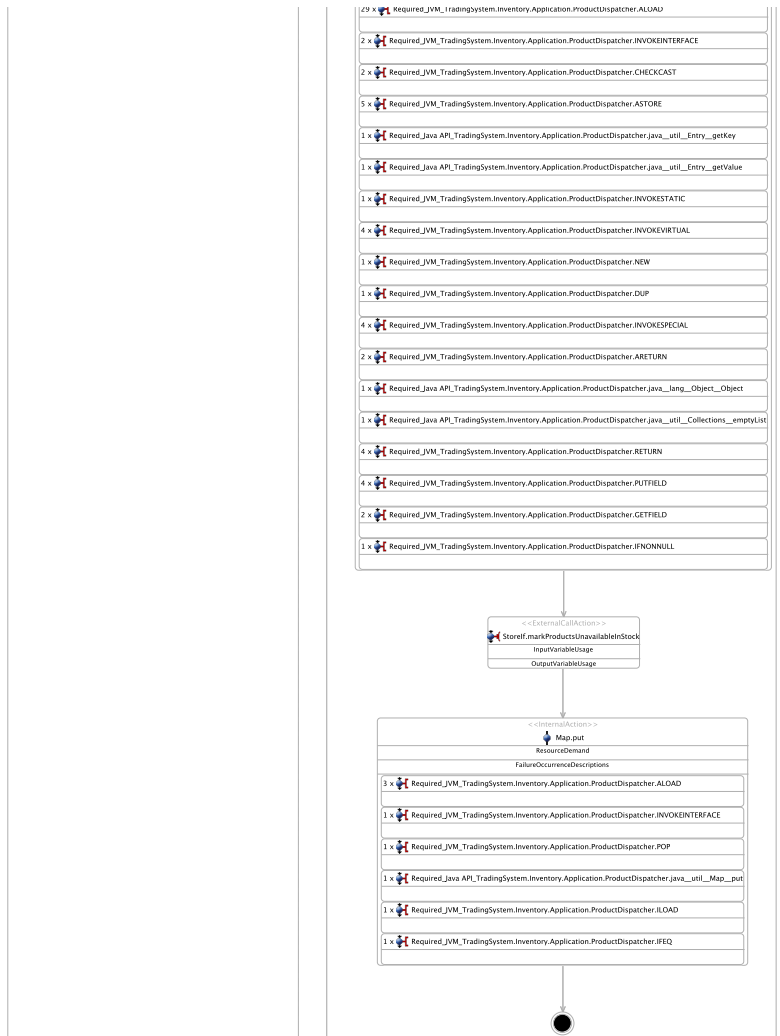 29 x Required_JVM_TradingSystem.Inventory.Application.ProductDispatcher.ALOAD
2 x Required_JVM_TradingSystem.Inventory.Application.ProductDispatcher.INVOKEINTERFACE
2 x Required_JVM_TradingSystem.Inventory.Application.ProductDispatcher.CHECKCAST
5 x Required_JVM_TradingSystem.Inventory.Application.ProductDispatcher.ASTORE
1 x Required_Java API_TradingSystem.Inventory.Application.ProductDispatcher.java__util__Entry__getKey
1 x Required_Java API_TradingSystem.Inventory.Application.ProductDispatcher.java__util__Entry__getValue
1 x Required_JVM_TradingSystem.Inventory.Application.ProductDispatcher.INVOKESTATIC
4 x Required_JVM_TradingSystem.Inventory.Application.ProductDispatcher.INVOKEVIRTUAL
1 x Required_JVM_TradingSystem.Inventory.Application.ProductDispatcher.NEW
1 x Required_JVM_TradingSystem.Inventory.Application.ProductDispatcher.DUP
4 x Required_JVM_TradingSystem.Inventory.Application.ProductDispatcher.INVOKESPECIAL
2 x Required_JVM_TradingSystem.Inventory.Application.ProductDispatcher.ARETURN
1 x Required_Java API_TradingSystem.Inventory.Application.ProductDispatcher.java__lang__Object__Object
1 x Required_Java API_TradingSystem.Inventory.Application.ProductDispatcher.java__util__Collections__emptyList
4 x Required_JVM_TradingSystem.Inventory.Application.ProductDispatcher.RETURN
4 x Required_JVM_TradingSystem.Inventory.Application.ProductDispatcher.PUTFIELD
2 x Required_JVM_TradingSystem.Inventory.Application.ProductDispatcher.GETFIELD
1 x Required_JVM_TradingSystem.Inventory.Application.ProductDispatcher.IFNONNULL
<<ExternalCallAction>>
StoreIf.markProductsUnavailableInStock
InputVariableUsage
OutputVariableUsage
<<InternalAction>>
Map.put
ResourceDemand
FailureOccurrenceDescriptions
3 x Required_JVM_TradingSystem.Inventory.Application.ProductDispatcher.ALOAD
1 x Required_JVM_TradingSystem.Inventory.Application.ProductDispatcher.INVOKEINTERFACE
1 x Required_JVM_TradingSystem.Inventory.Application.ProductDispatcher.POP
1 x Required_Java API_TradingSystem.Inventory.Application.ProductDispatcher.java__util__Map__put
1 x Required_JVM_TradingSystem.Inventory.Application.ProductDispatcher.ILOAD
1 x Required_JVM_TradingSystem.Inventory.Application.ProductDispatcher.IFEQ